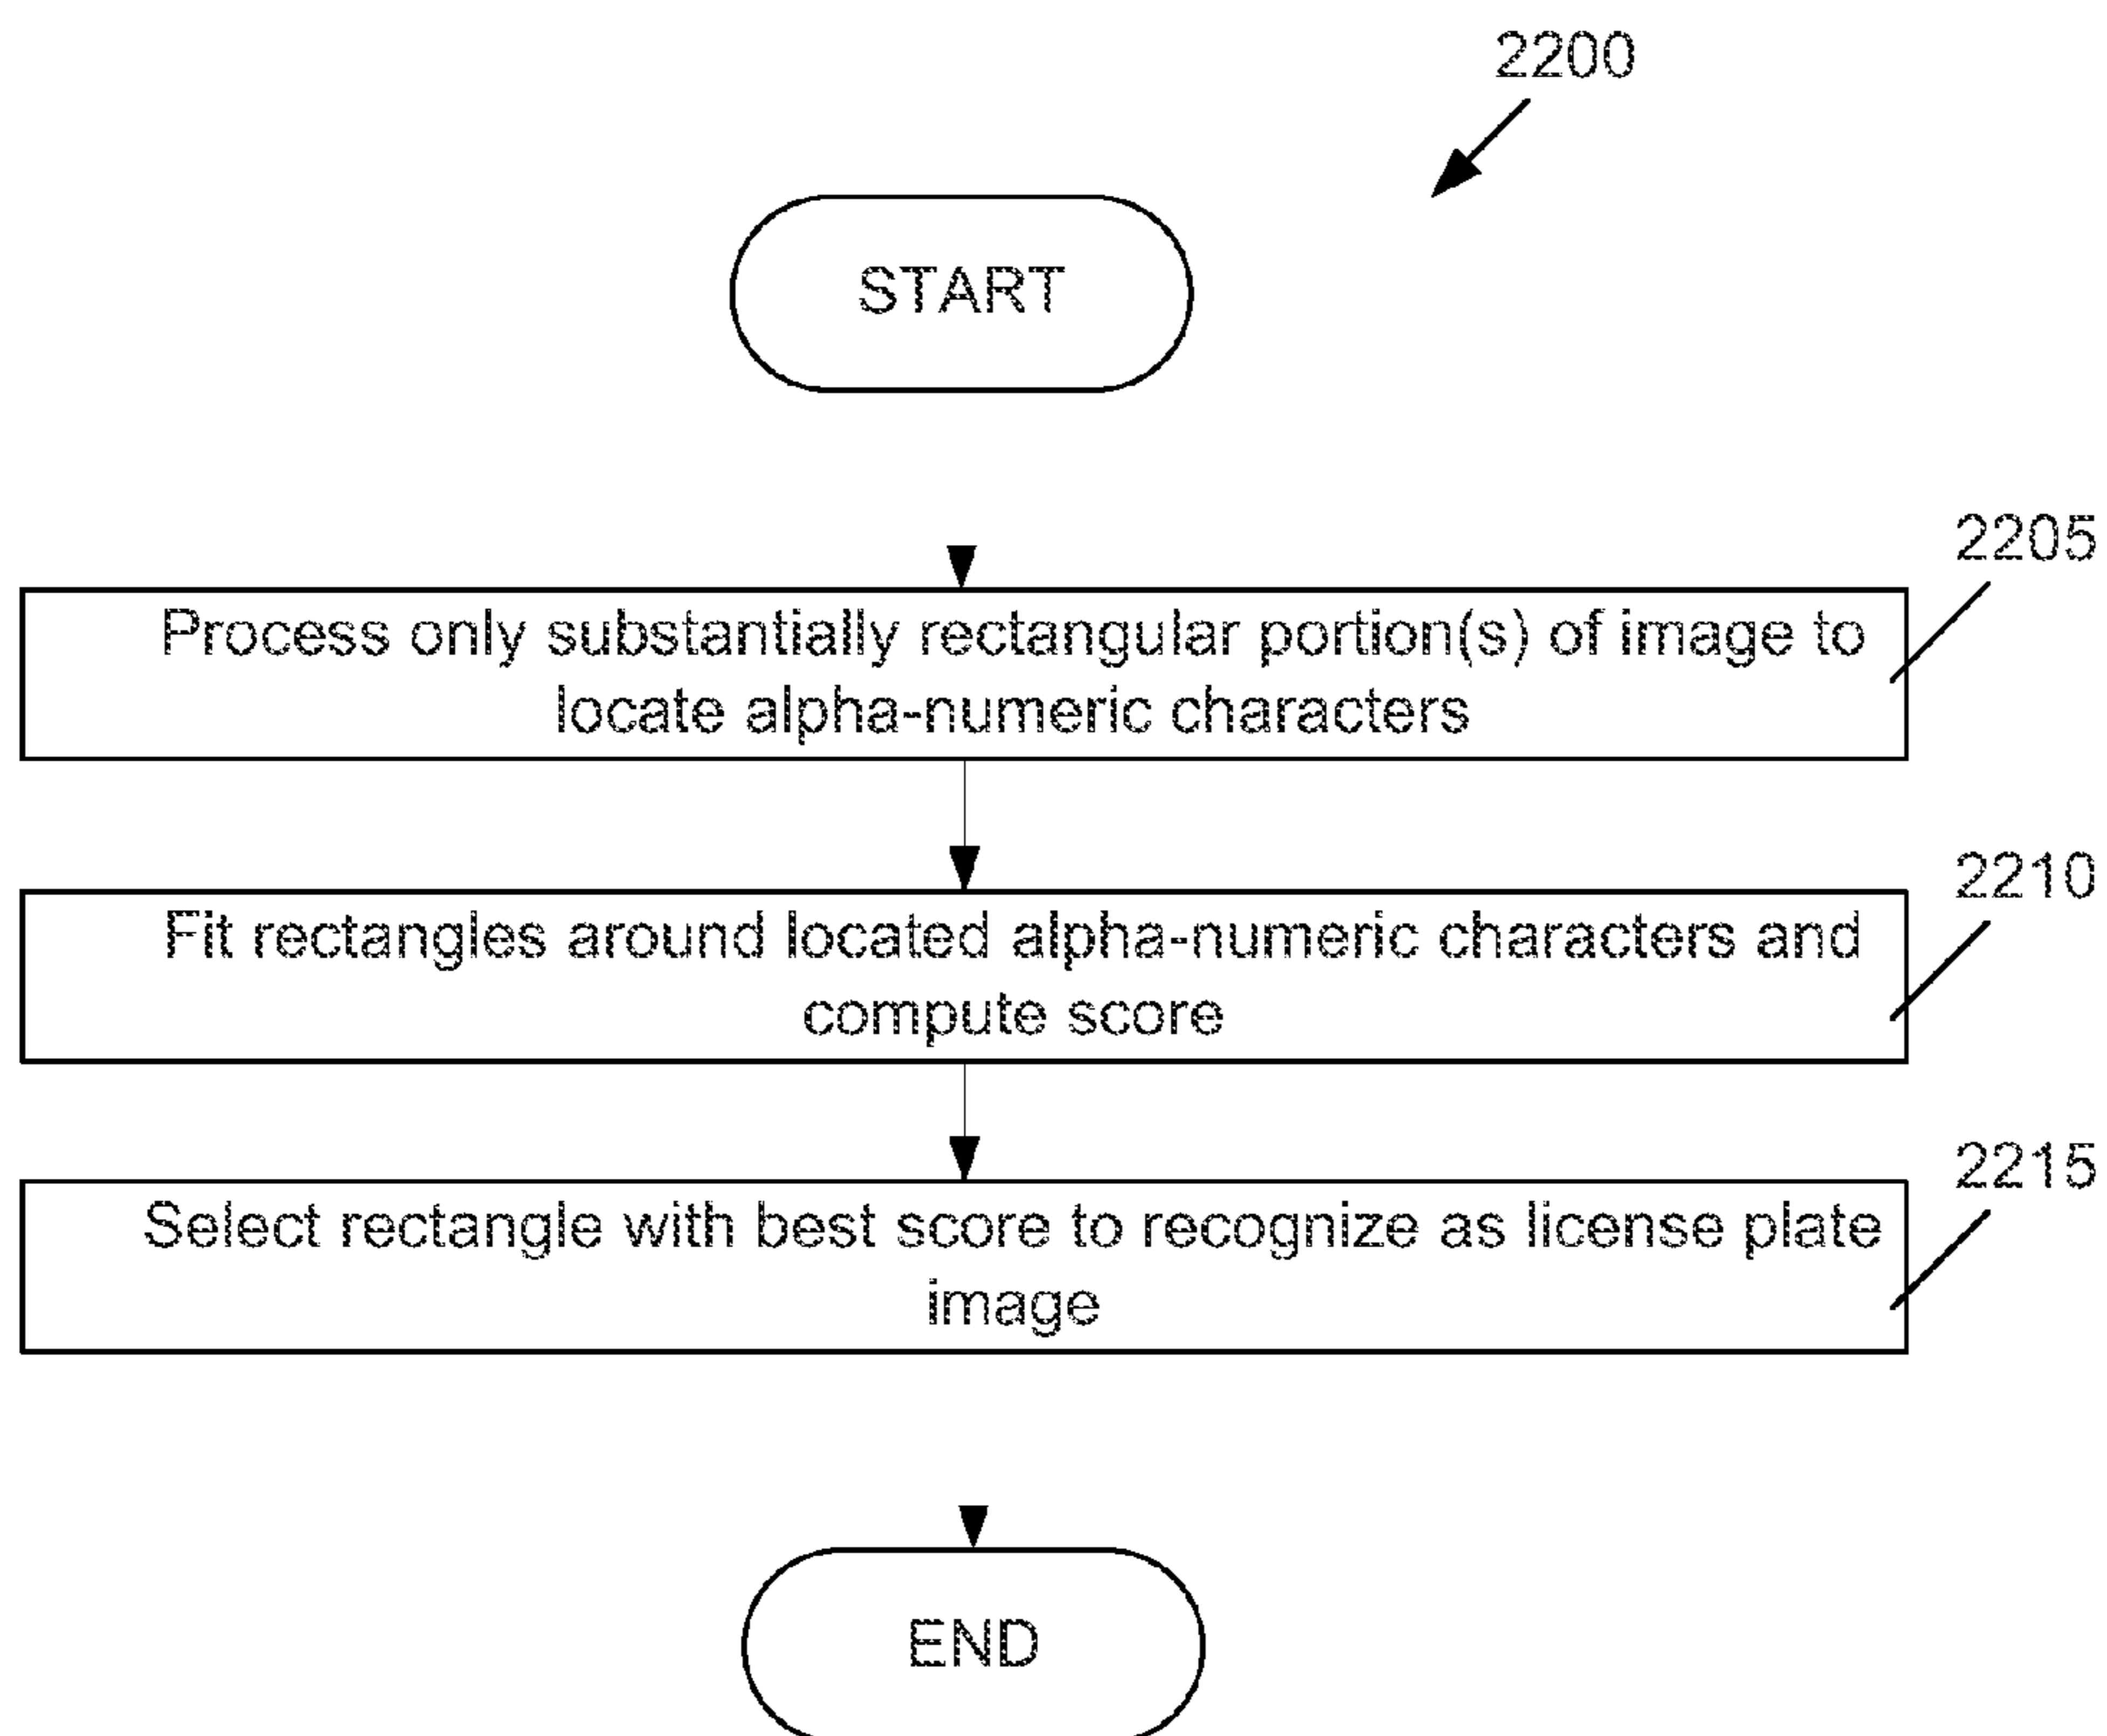 2200
START
2205
Process only substantially rectangular portion(s) of image to
locate alpha-numeric characters
2210
Fit rectangles around located alpha-numeric characters and
compute score
2215
Select rectangle with best score to recognize as license plate
image
END